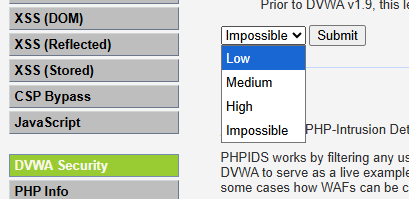 Prior to DVWA v1.9, this le
XSS (DOM)
XSS (Reflected)
XSS (Stored)
CSP Bypass
JavaScript
DVWA Security
PHP Info
Impossible
Submit
Low
Medium
High
Impossible
PHP-Intrusion Det
PHPIDS works by filtering any us
DVWA to serve as a live example
some cases how WAFs can be c